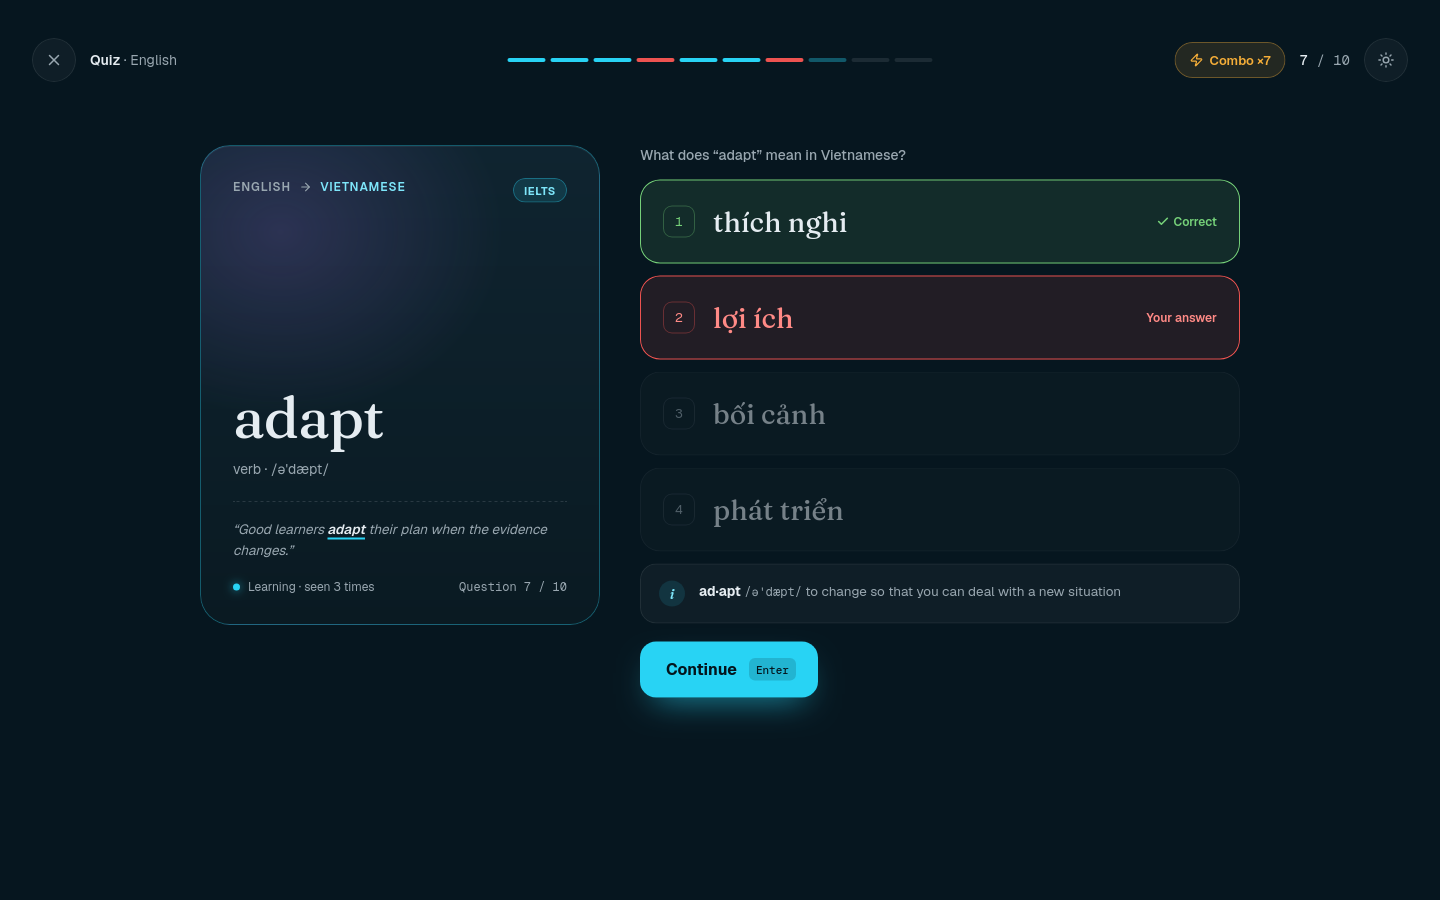 Quiz · English
Combo ×7
7 / 10
ENGLISH → VIETNAMESE
IELTS
adapt
verb · /ə'dæpt/
“Good learners adapt their plan when the evidence
changes.”
Learning · seen 3 times
Question 7 / 10
What does “adapt” mean in Vietnamese?
1 thích nghi ✓ Correct
2 lợi ích Your answer
3 bối cảnh
4 phát triển
i ad·apt /əˈdæpt/ to change so that you can deal with a new situation
Continue Enter